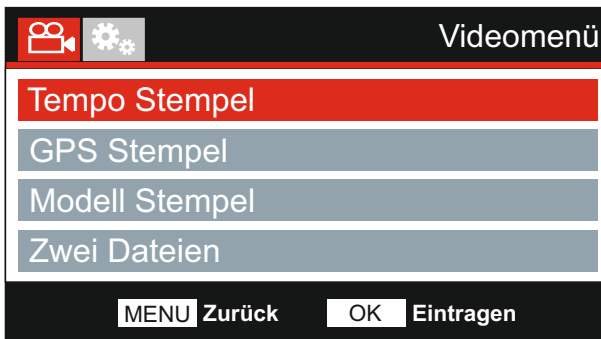 Videomenü
Tempo Stempel
GPS Stempel
Modell Stempel
Zwei Dateien
MENU Zurück OK Eintragen